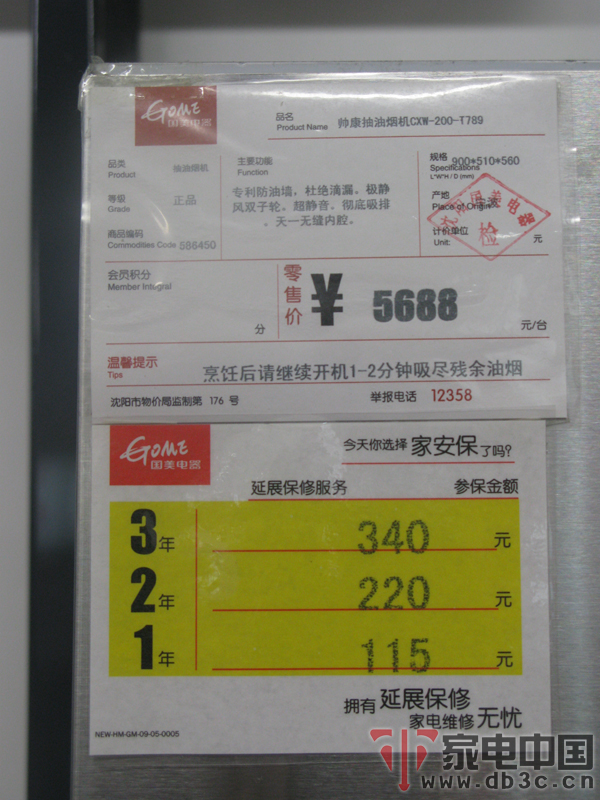 GOME
国美电器
品名
Product Name
帅康抽油烟机CXW-200-T789
品类
Product
抽油烟机
主要功能
Function
规格
Specifications
L*W*H / D (mm)
900*510*560
等级
Grade
正品
专利防油墙，杜绝滴漏。极静
风双子轮。超静音。彻底吸排
。天一无缝内腔。
产地
Place of Origin
宁波
商品编码
Commodities Code
586450
计价单位
Unit:
元
沈阳国美电器
检
会员积分
Member Integral
分
零售价
¥ 5688
元/台
温馨提示
Tips
烹饪后请继续开机1-2分钟吸尽残余油烟
沈阳市物价局监制第 176 号
举报电话 12358
GOME
国美电器
今天你选择 家安保 了吗?
延展保修服务
参保金额
3年 340 元
2年 220 元
1年 115 元
拥有 延展保修
家电维修 无忧
NEW-HM-GM-09-05-0005
家电中国
www.db3c.cn